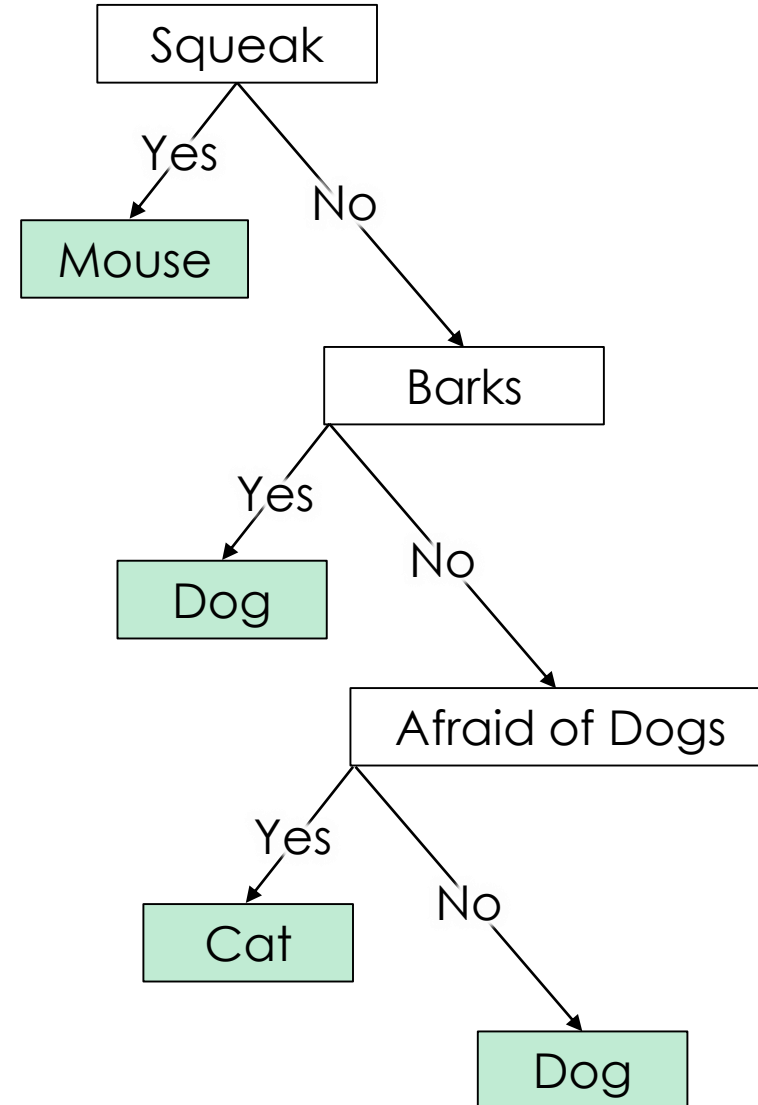 Squeak
Yes
No
Mouse
Barks
Yes
No
Dog
Afraid of Dogs
Yes
No
Cat
Dog